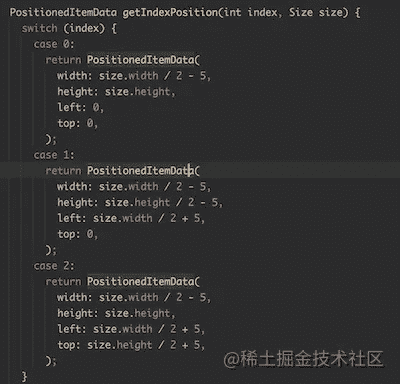 PositionedItemData getIndexPosition(int index, Size size) {
  switch (index) {
    case 0:
      return PositionedItemData(
        width: size.width / 2 - 5,
        height: size.height,
        left: 0,
        top: 0,
      );
    case 1:
      return PositionedItemData(
        width: size.width / 2 - 5,
        height: size.height / 2 - 5,
        left: size.width / 2 + 5,
        top: 0,
      );
    case 2:
      return PositionedItemData(
        width: size.width / 2 - 5,
        height: size.height,
        left: size.width / 2 + 5,
        top: size.height / 2 + 5,
      );
  }
@稀土掘金技术社区